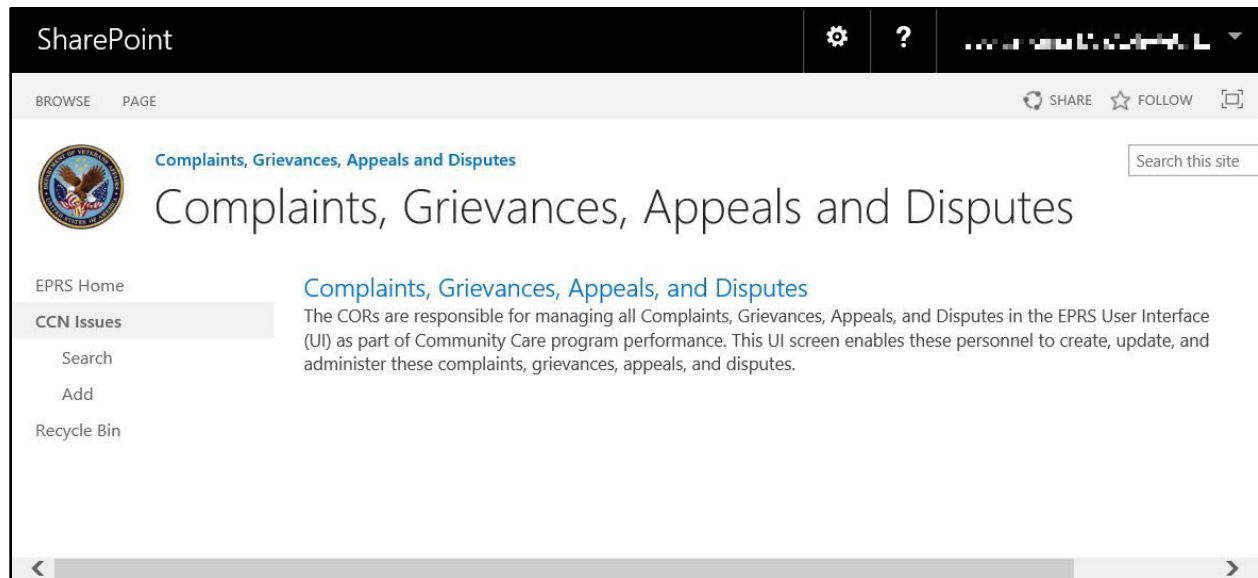 SharePoint
?
BROWSE PAGE
SHARE FOLLOW
Complaints, Grievances, Appeals and Disputes
Search this site
Complaints, Grievances, Appeals and Disputes
EPRS Home
CCN Issues
Search
Add
Recycle Bin
Complaints, Grievances, Appeals, and Disputes
The CORs are responsible for managing all Complaints, Grievances, Appeals, and Disputes in the EPRS User Interface
(UI) as part of Community Care program performance. This UI screen enables these personnel to create, update, and
administer these complaints, grievances, appeals, and disputes.